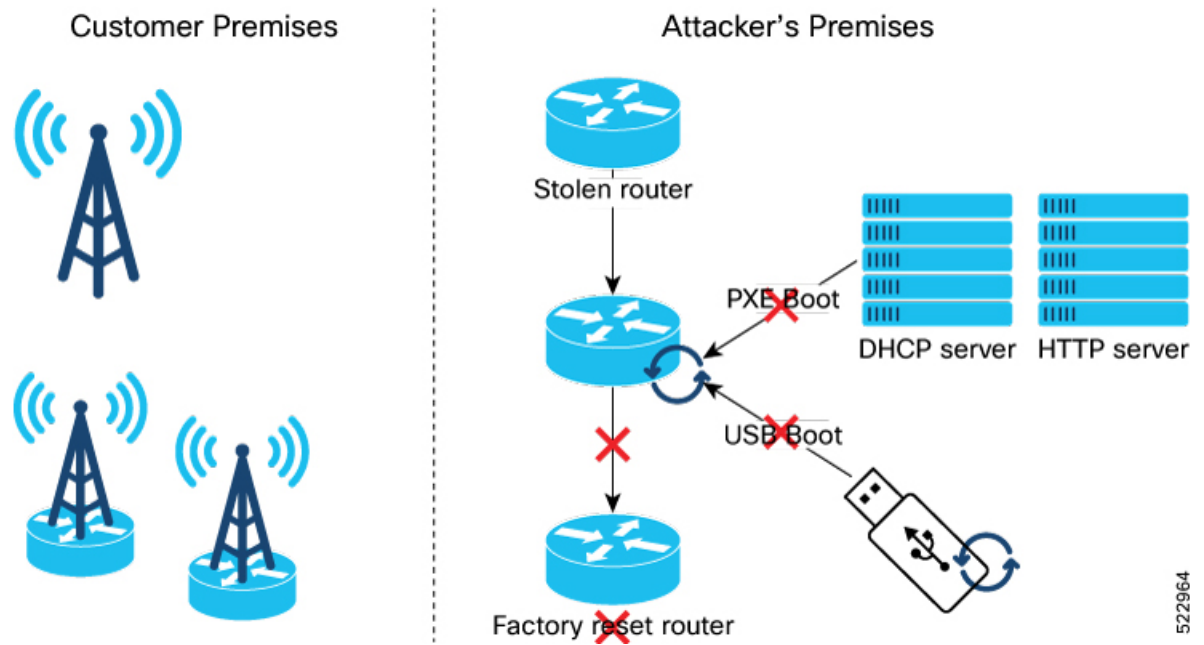 Customer Premises
Attacker's Premises
Stolen router
PXE Boot
DHCP server
HTTP server
USB Boot
Factory reset router
522964